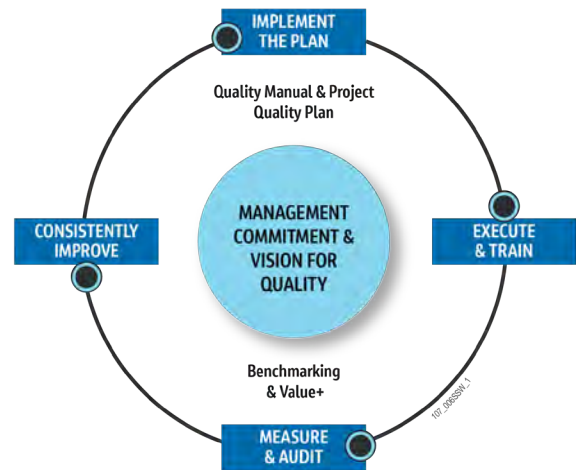 IMPLEMENT
THE PLAN
Quality Manual & Project
Quality Plan
MANAGEMENT
COMMITMENT &
VISION FOR
QUALITY
CONSISTENTLY
IMPROVE
EXECUTE
& TRAIN
Benchmarking
& Value+
107_006SSW_1
MEASURE
& AUDIT